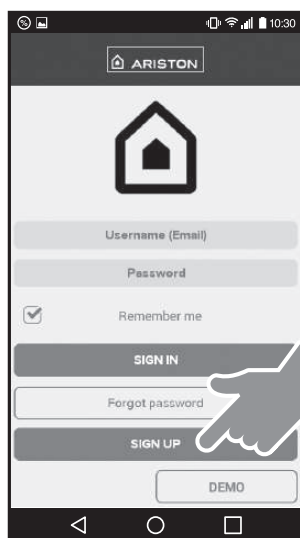 10:30
ARISTON
Username (Email)
Password
Remember me
SIGN IN
Forgot password
SIGN UP
DEMO